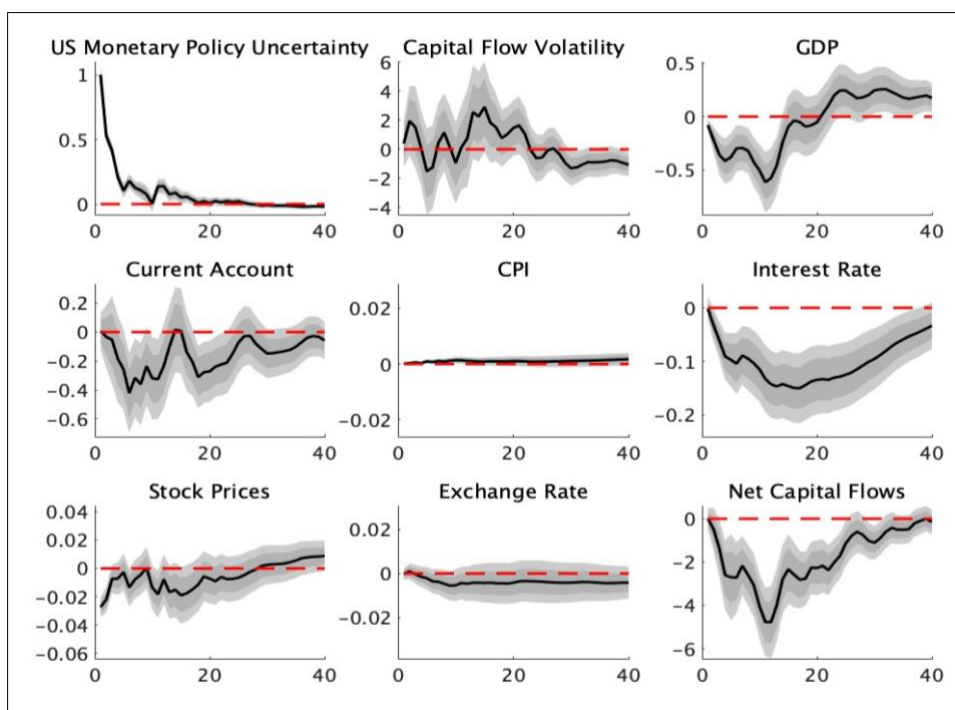 US Monetary Policy Uncertainty
1
0.5
0
0 20 40
Capital Flow Volatility
6
4
2
0
−2
−4
0 20 40
GDP
0.5
0
−0.5
0 20 40
Current Account
0.2
0
−0.2
−0.4
−0.6
0 20 40
CPI
0.02
0
−0.02
0 20 40
Interest Rate
0
−0.1
−0.2
0 20 40
Stock Prices
0.04
0.02
0
−0.02
−0.04
−0.06
0 20 40
Exchange Rate
0.02
0
−0.02
0 20 40
Net Capital Flows
0
−2
−4
−6
0 20 40